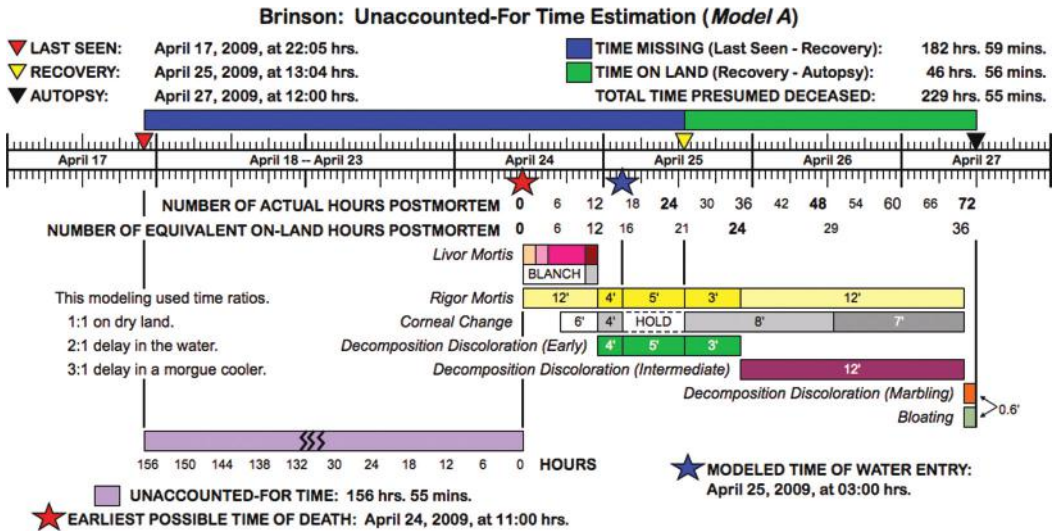 Brinson: Unaccounted-For Time Estimation (Model A)
LAST SEEN: April 17, 2009, at 22:05 hrs.
RECOVERY: April 25, 2009, at 13:04 hrs.
AUTOPSY: April 27, 2009, at 12:00 hrs.
TIME MISSING (Last Seen - Recovery): 182 hrs. 59 mins.
TIME ON LAND (Recovery - Autopsy): 46 hrs. 56 mins.
TOTAL TIME PRESUMED DECEASED: 229 hrs. 55 mins.
April 17 April 18 -- April 23 April 24 April 25 April 26 April 27
NUMBER OF ACTUAL HOURS POSTMORTEM 0 6 12 18 24 30 36 42 48 54 60 66 72
NUMBER OF EQUIVALENT ON-LAND HOURS POSTMORTEM 0 6 12 16 21 24 29 36
Livor Mortis
BLANCH
Rigor Mortis 12' 4' 5' 3' 12'
Corneal Change 6' 4' HOLD 8' 7'
Decomposition Discoloration (Early) 4' 5' 3'
Decomposition Discoloration (Intermediate) 12'
Decomposition Discoloration (Marbling)
Bloating
0.6'
This modeling used time ratios.
1:1 on dry land.
2:1 delay in the water.
3:1 delay in a morgue cooler.
156 150 144 138 132 30 24 18 12 6 0 HOURS
UNACCOUNTED-FOR TIME: 156 hrs. 55 mins.
EARLIEST POSSIBLE TIME OF DEATH: April 24, 2009, at 11:00 hrs.
MODELED TIME OF WATER ENTRY:
April 25, 2009, at 03:00 hrs.